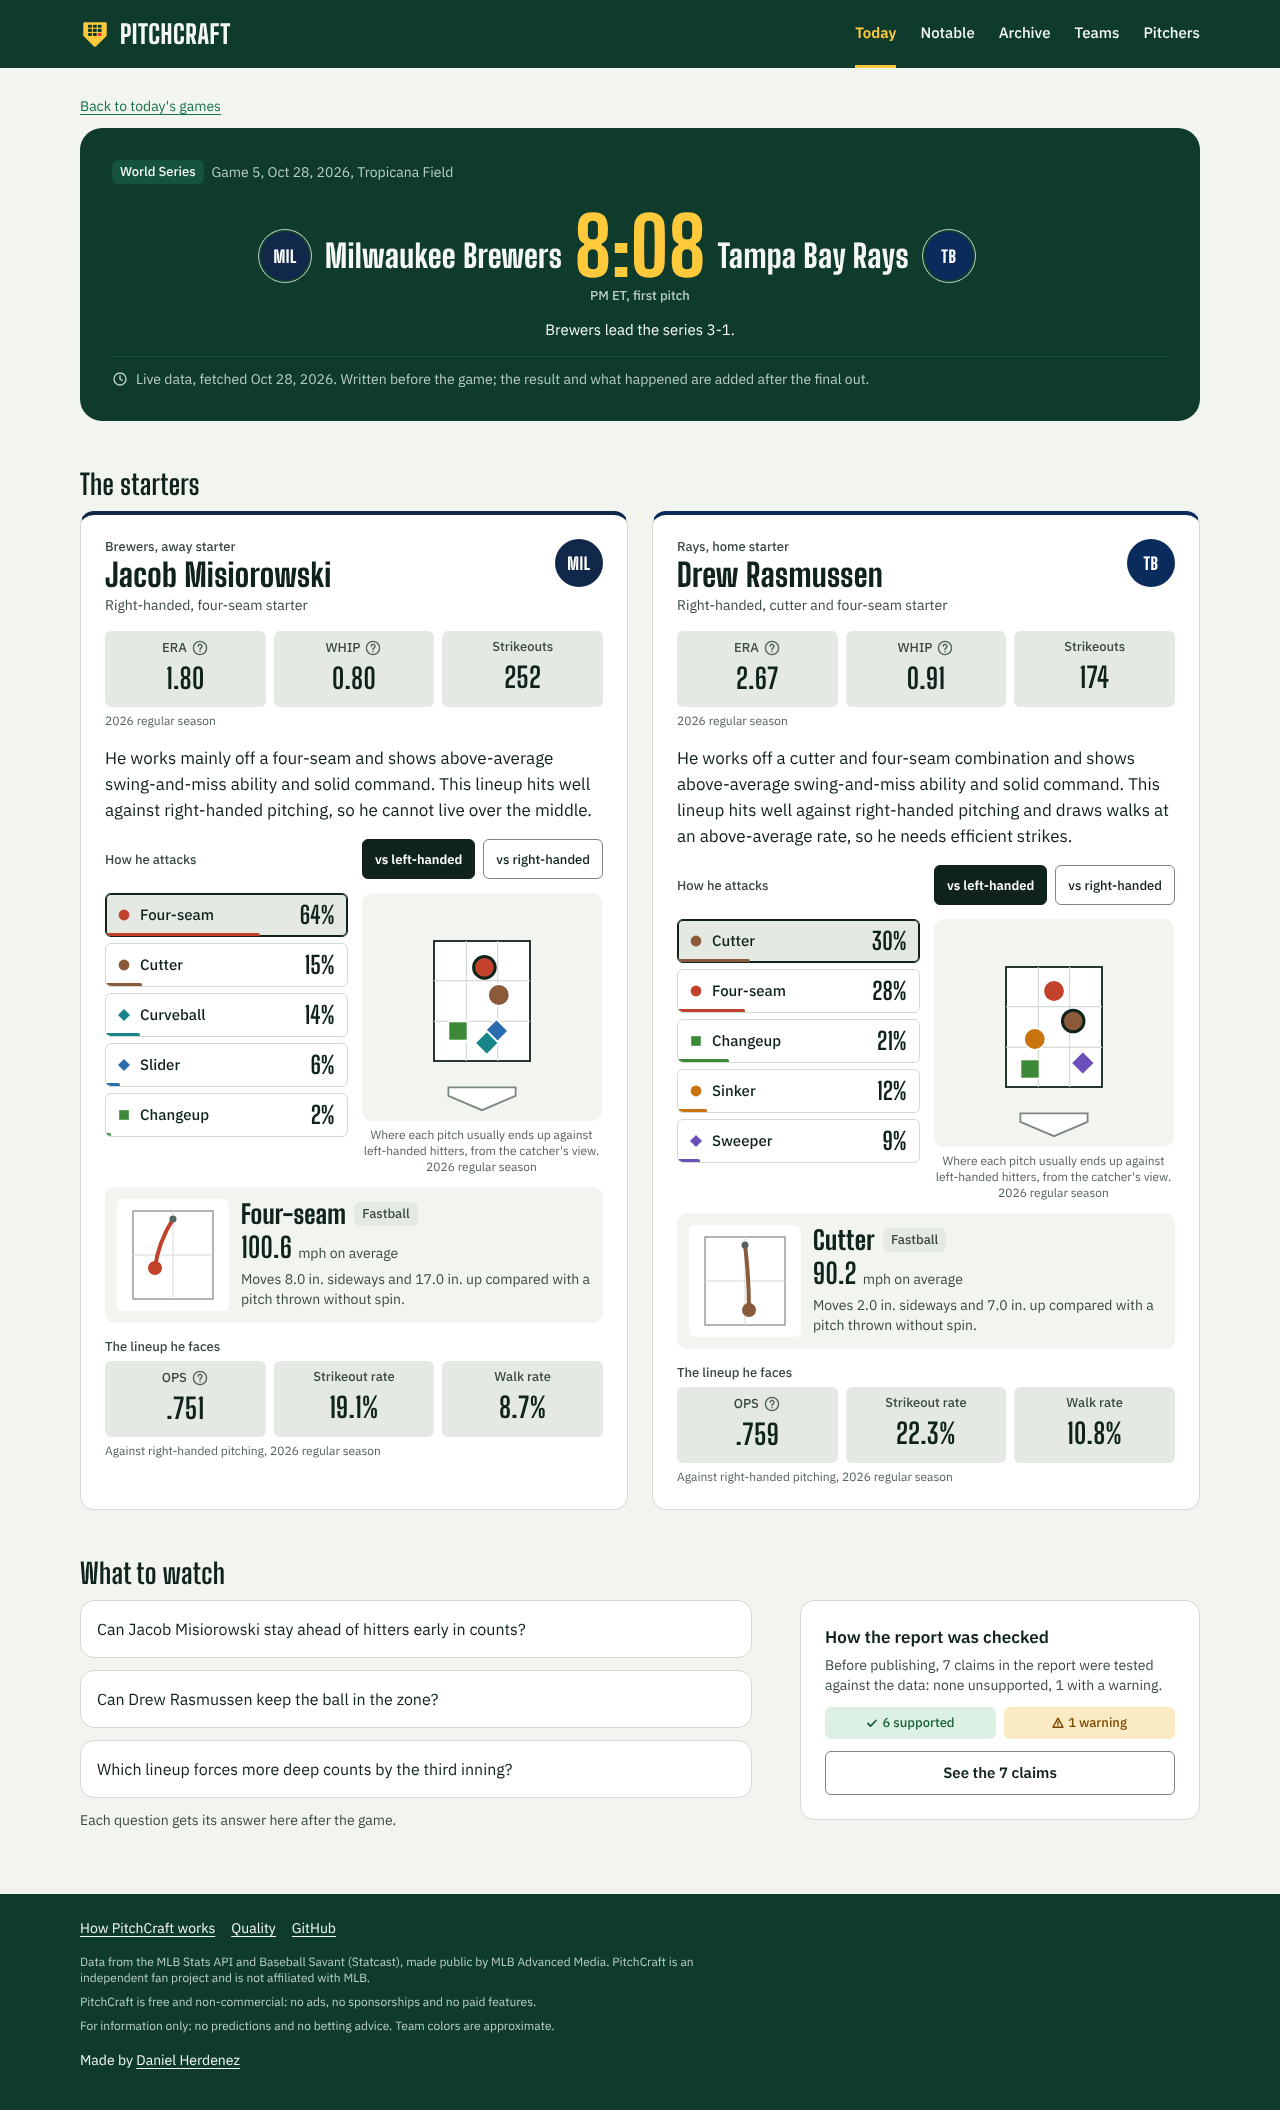 PITCHCRAFT
Today Notable Archive Teams Pitchers
Back to today's games
World Series Game 5, Oct 28, 2026, Tropicana Field
MIL Milwaukee Brewers 8:08 Tampa Bay Rays TB
PM ET, first pitch
Brewers lead the series 3-1.
Live data, fetched Oct 28, 2026. Written before the game; the result and what happened are added after the final out.
The starters
Brewers, away starter
Jacob Misiorowski
MIL
Right-handed, four-seam starter
ERA ? WHIP ? Strikeouts
1.80 0.80 252
2026 regular season
He works mainly off a four-seam and shows above-average
swing-and-miss ability and solid command. This lineup hits well
against right-handed pitching, so he cannot live over the middle.
How he attacks vs left-handed vs right-handed
Four-seam 64%
Cutter 15%
Curveball 14%
Slider 6%
Changeup 2%
Where each pitch usually ends up against
left-handed hitters, from the catcher's view.
2026 regular season
Four-seam Fastball
100.6 mph on average
Moves 8.0 in. sideways and 17.0 in. up compared with a
pitch thrown without spin.
The lineup he faces
OPS ? Strikeout rate Walk rate
.751 19.1% 8.7%
Against right-handed pitching, 2026 regular season
Rays, home starter
Drew Rasmussen
TB
Right-handed, cutter and four-seam starter
ERA ? WHIP ? Strikeouts
2.67 0.91 174
2026 regular season
He works off a cutter and four-seam combination and shows
above-average swing-and-miss ability and solid command. This
lineup hits well against right-handed pitching and draws walks at
an above-average rate, so he needs efficient strikes.
How he attacks vs left-handed vs right-handed
Cutter 30%
Four-seam 28%
Changeup 21%
Sinker 12%
Sweeper 9%
Where each pitch usually ends up against
left-handed hitters, from the catcher's view.
2026 regular season
Cutter Fastball
90.2 mph on average
Moves 2.0 in. sideways and 7.0 in. up compared with a
pitch thrown without spin.
The lineup he faces
OPS ? Strikeout rate Walk rate
.759 22.3% 10.8%
Against right-handed pitching, 2026 regular season
What to watch
Can Jacob Misiorowski stay ahead of hitters early in counts?
Can Drew Rasmussen keep the ball in the zone?
Which lineup forces more deep counts by the third inning?
Each question gets its answer here after the game.
How the report was checked
Before publishing, 7 claims in the report were tested
against the data: none unsupported, 1 with a warning.
6 supported 1 warning
See the 7 claims
How PitchCraft works Quality GitHub
Data from the MLB Stats API and Baseball Savant (Statcast), made public by MLB Advanced Media. PitchCraft is an
independent fan project and is not affiliated with MLB.
PitchCraft is free and non-commercial: no ads, no sponsorships and no paid features.
For information only: no predictions and no betting advice. Team colors are approximate.
Made by Daniel Herdenez